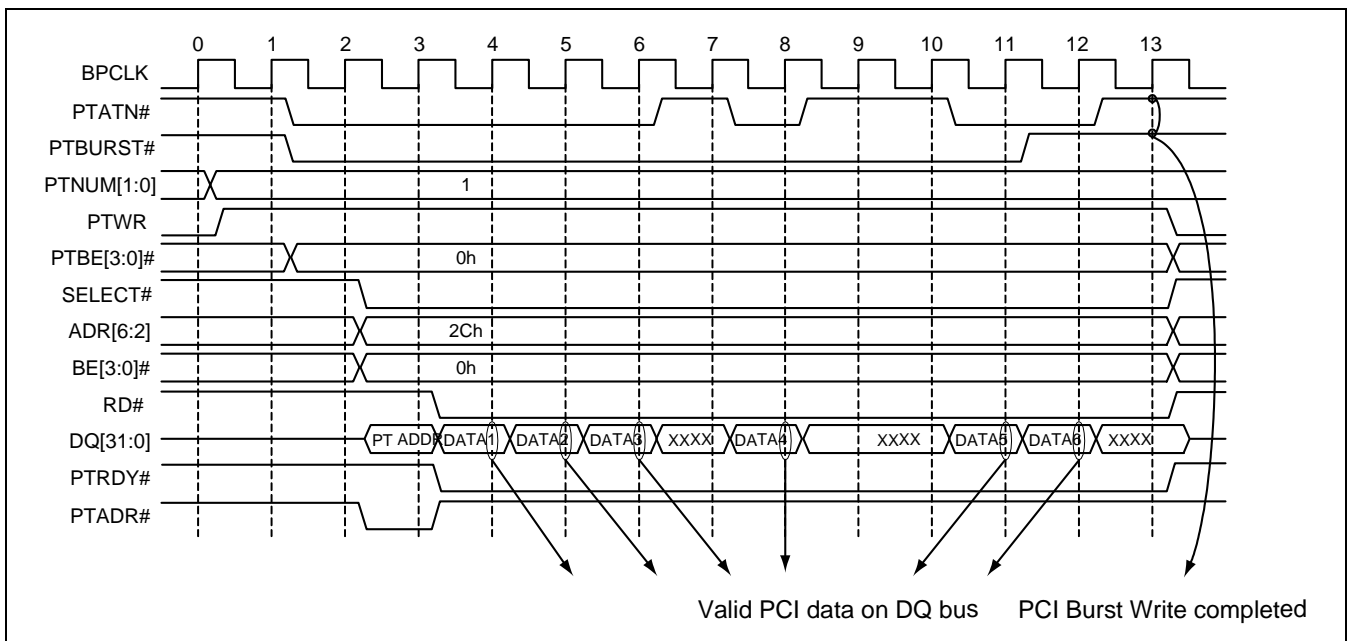 0 1 2 3 4 5 6 7 8 9 10 11 12 13
BPCLK
PTATN#
PTBURST#
PTNUM[1:0] 1
PTWR
PTBE[3:0]# 0h
SELECT#
ADR[6:2] 2Ch
BE[3:0]# 0h
RD#
DQ[31:0] PT ADDR DATA1 DATA2 DATA3 XXXX DATA4 XXXX DATA5 DATA6 XXXX
PTRDY#
PTADR#
Valid PCI data on DQ bus PCI Burst Write completed